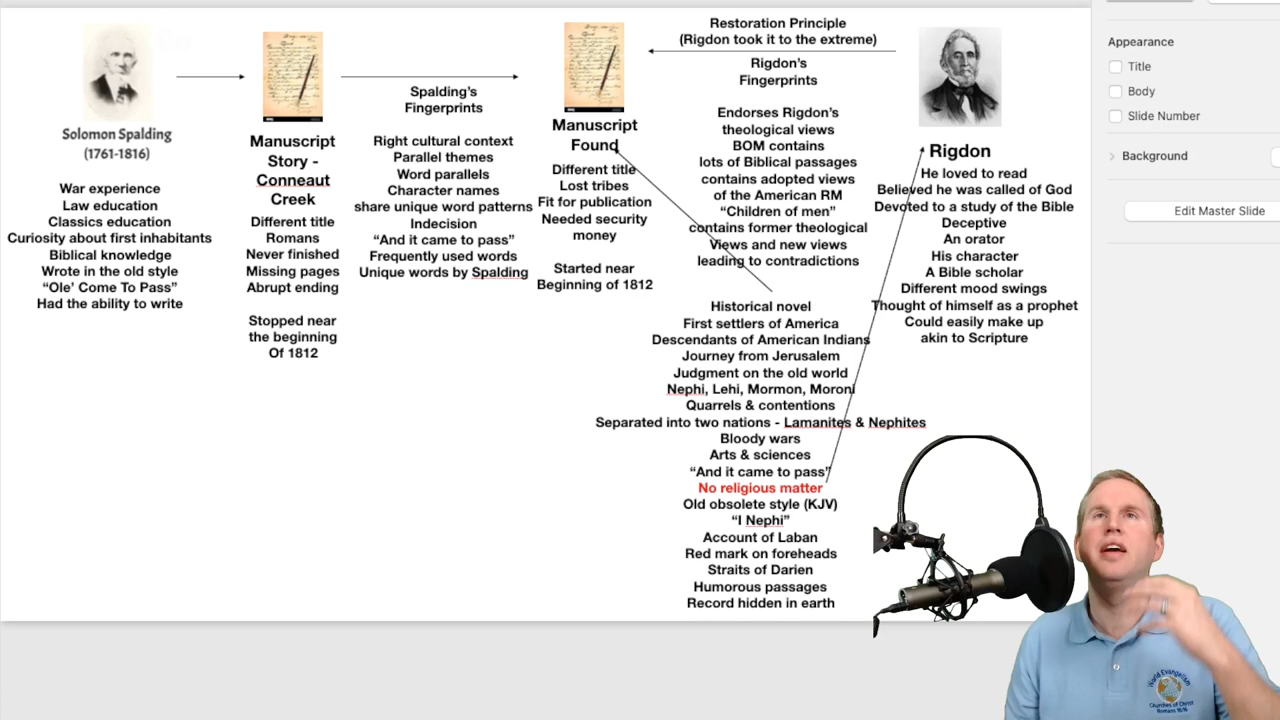 Solomon Spalding
(1761-1816)
War experience
Law education
Classics education
Curiosity about first inhabitants
Biblical knowledge
Wrote in the old style
“Ole’ Come To Pass”
Had the ability to write
Manuscript
Story -
Conneaut
Creek
Different title
Romans
Never finished
Missing pages
Abrupt ending
Stopped near
the beginning
Of 1812
Spalding’s
Fingerprints
Right cultural context
Parallel themes
Word parallels
Character names
share unique word patterns
Indecision
“And it came to pass”
Frequently used words
Unique words by Spalding
Manuscript
Found
Different title
Lost tribes
Fit for publication
Needed security
money
Started near
Beginning of 1812
Restoration Principle
(Rigdon took it to the extreme)
Rigdon’s
Fingerprints
Endorses Rigdon’s
theological views
BOM contains
lots of Biblical passages
contains adopted views
of the American RM
“Children of men”
contains former theological
Views and new views
leading to contradictions
Historical novel
First settlers of America
Descendants of American Indians
Journey from Jerusalem
Judgment on the old world
Nephi, Lehi, Mormon, Moroni
Quarrels & contentions
Separated into two nations - Lamanites & Nephites
Bloody wars
Arts & sciences
“And it came to pass”
No religious matter
Old obsolete style (KJV)
“I Nephi”
Account of Laban
Red mark on foreheads
Straits of Darien
Humorous passages
Record hidden in earth
Rigdon
He loved to read
Believed he was called of God
Devoted to a study of the Bible
Deceptive
An orator
His character
A Bible scholar
Different mood swings
Thought of himself as a prophet
Could easily make up
akin to Scripture
Appearance
Title
Body
Slide Number
Background
Edit Master Slide
World Evangelism
Churches of Christ
Romans 16:16